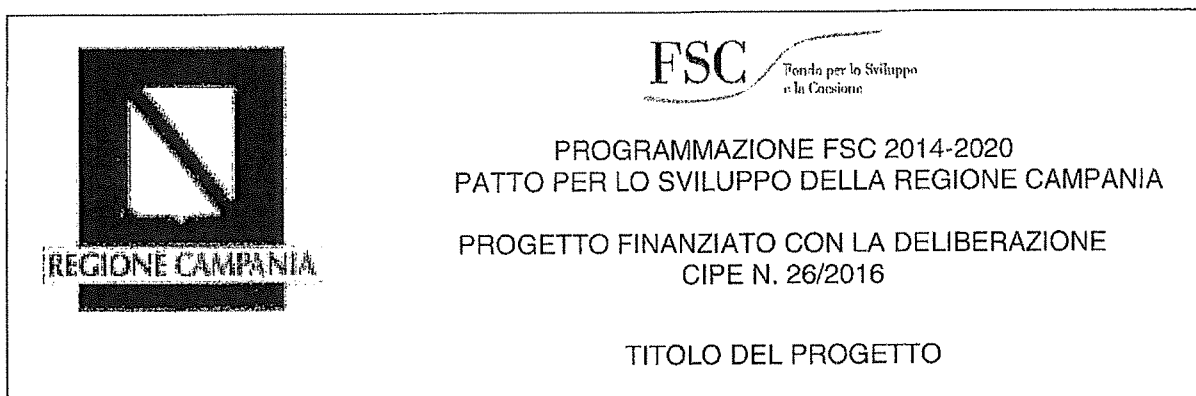 FSC
Fondo per lo Sviluppo
e la Coesione
PROGRAMMAZIONE FSC 2014-2020
PATTO PER LO SVILUPPO DELLA REGIONE CAMPANIA
PROGETTO FINANZIATO CON LA DELIBERAZIONE
CIPE N. 26/2016
REGIONE CAMPANIA
TITOLO DEL PROGETTO